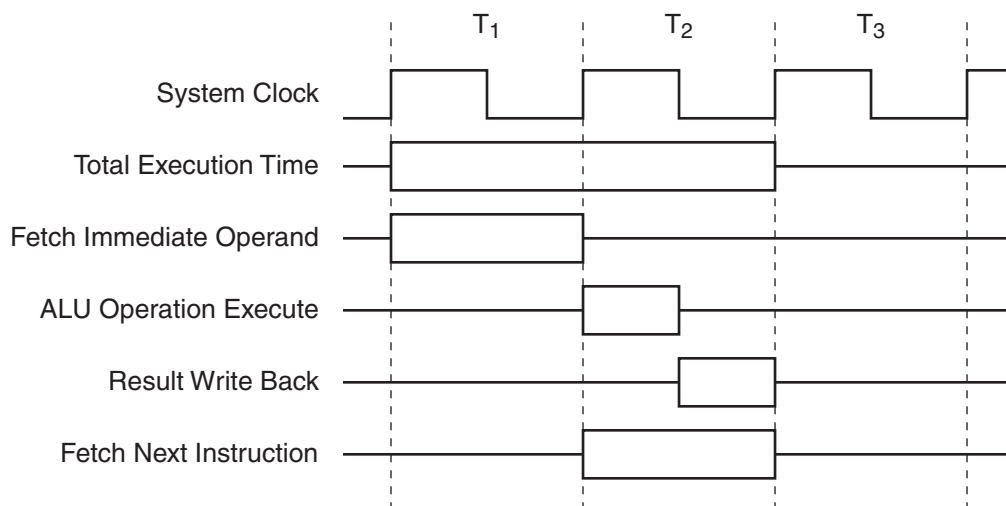 T1 T2 T3
System Clock
Total Execution Time
Fetch Immediate Operand
ALU Operation Execute
Result Write Back
Fetch Next Instruction